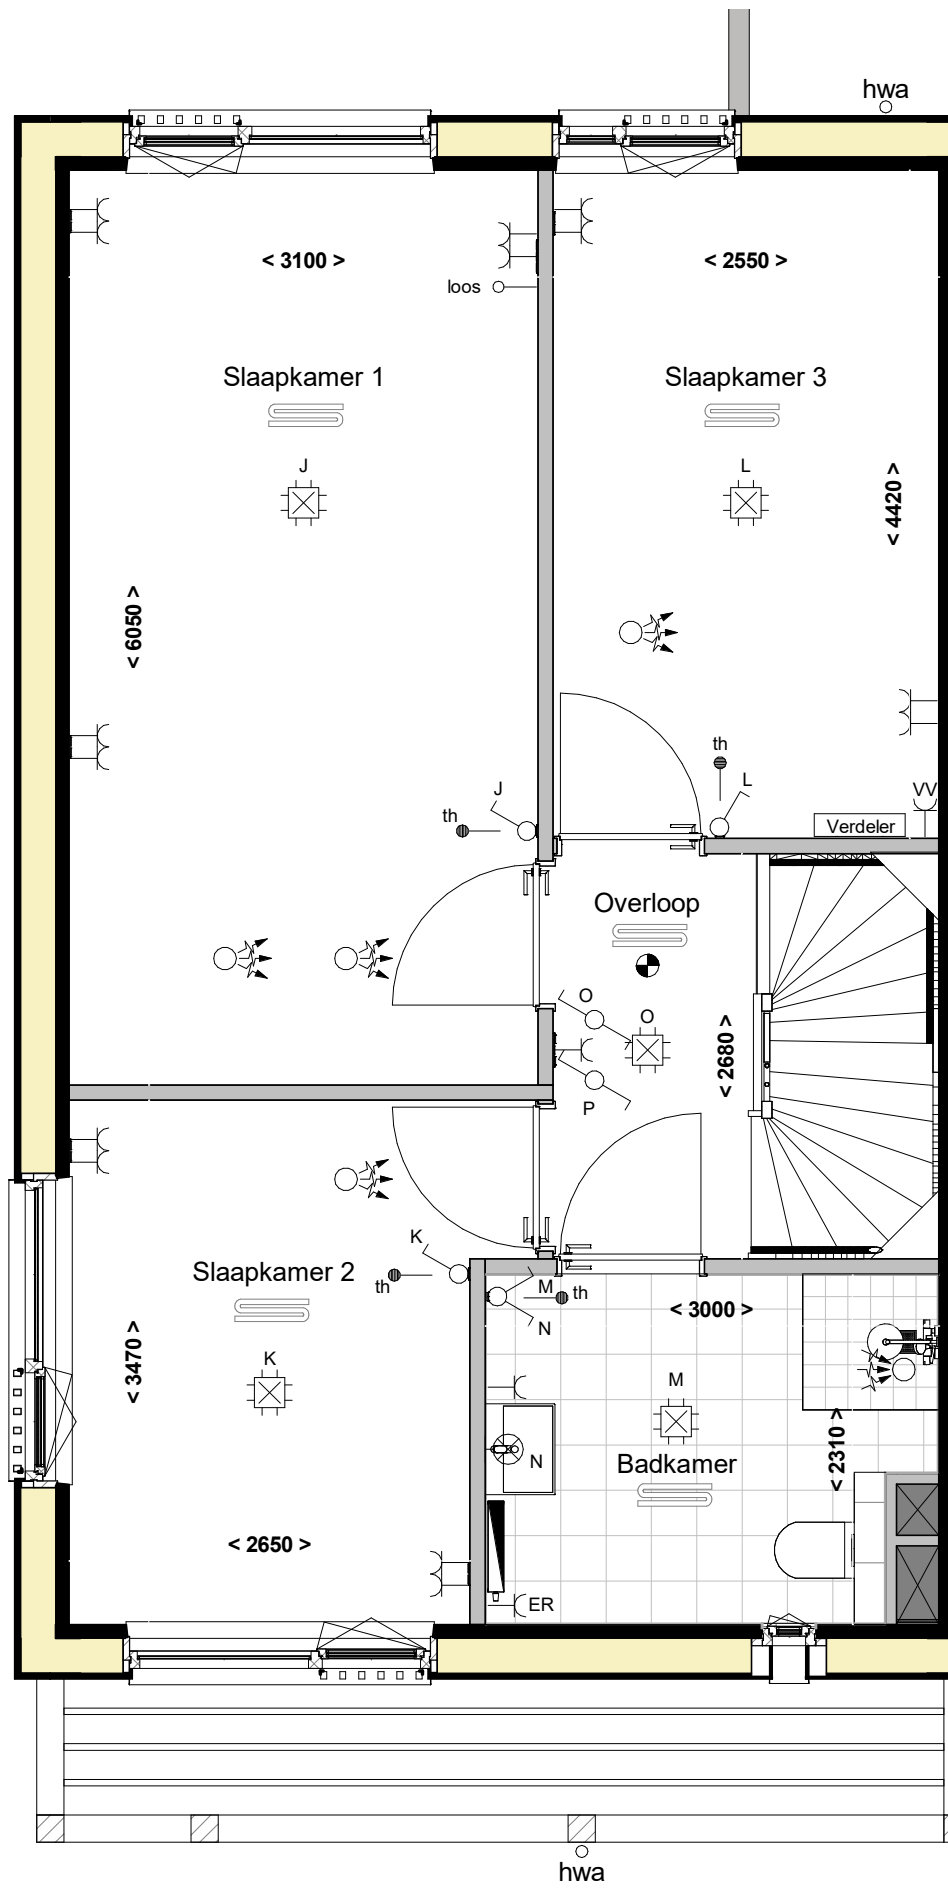 hwa
< 3100 >
< 2550 >
loos
Slaapkamer 1
Slaapkamer 3
J
L
< 4420 >
< 6050 >
th
L
J
th
VV
Verdeler
Overloop
O
O
< 2680 >
P
K
Slaapkamer 2
th
M
th
N
< 3000 >
< 3470 >
K
M
< 2310 >
N
Badkamer
< 2650 >
ER
hwa